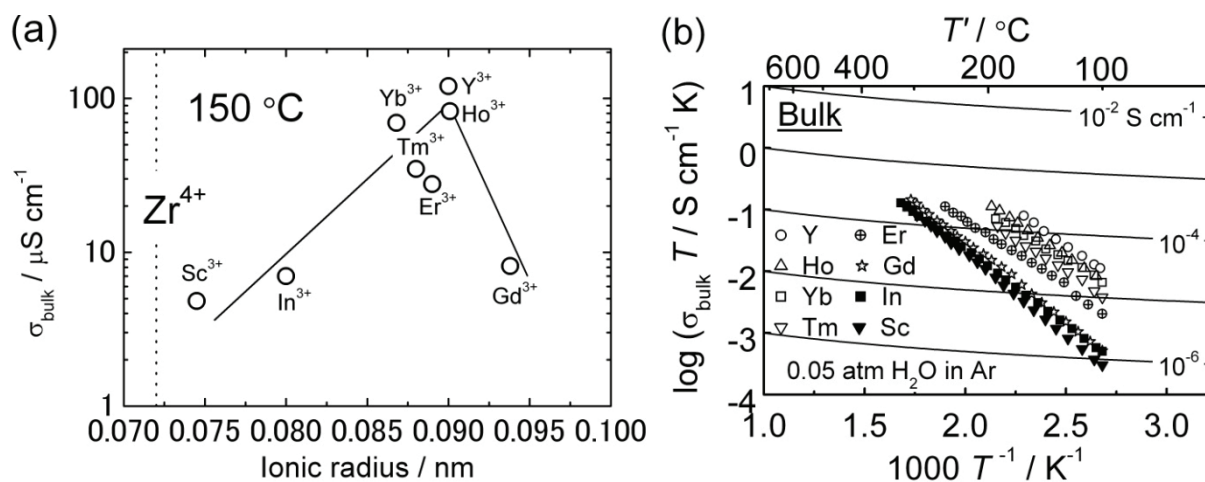 (a)
150 °C
Zr⁴⁺
Sc³⁺
In³⁺
Yb³⁺
Tm³⁺
Er³⁺
Y³⁺
Ho³⁺
Gd³⁺
100
10
1
σbulk / μS cm⁻¹
0.070 0.075 0.080 0.085 0.090 0.095 0.100
Ionic radius / nm
(b)
T' / °C
600 400 200 100
Bulk
10⁻² S cm⁻¹
10⁻⁴
10⁻⁶
Y Er
Ho Gd
Yb In
Tm Sc
0.05 atm H₂O in Ar
1
0
-1
-2
-3
-4
log (σbulk T / S cm⁻¹ K)
1.0 1.5 2.0 2.5 3.0
1000 T⁻¹ / K⁻¹